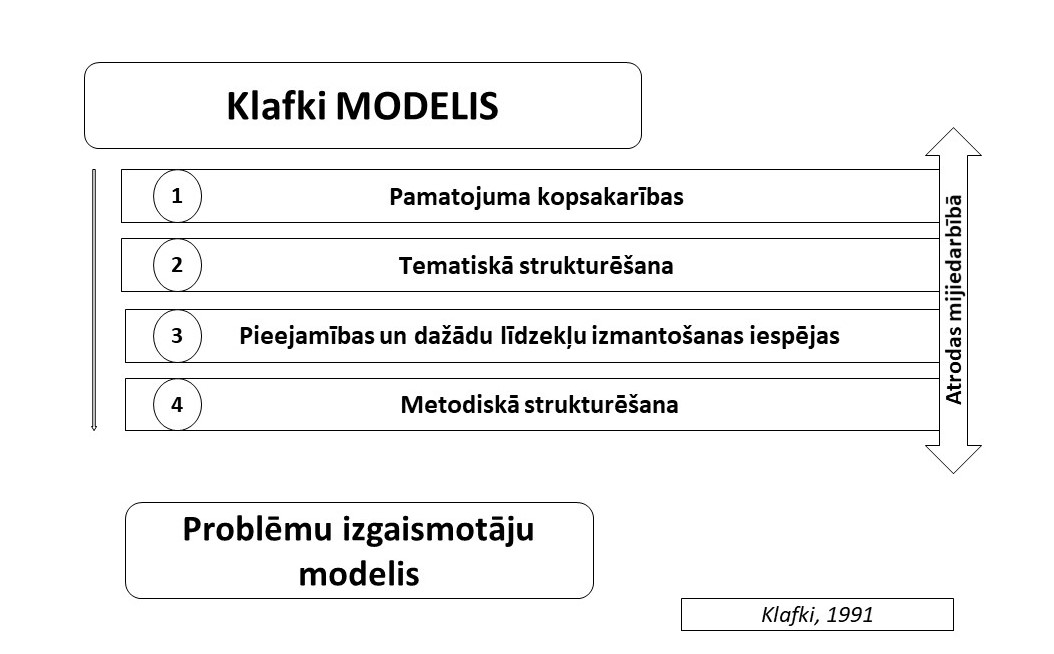 Klafki MODELIS
1 Pamatojuma kopsakarības
2 Tematiskā strukturēšana
3 Pieejamības un dažādu līdzekļu izmantošanas iespējas
4 Metodiskā strukturēšana
Atrodas mijiedarbībā
Problēmu izgaismotāju
modelis
Klafki, 1991